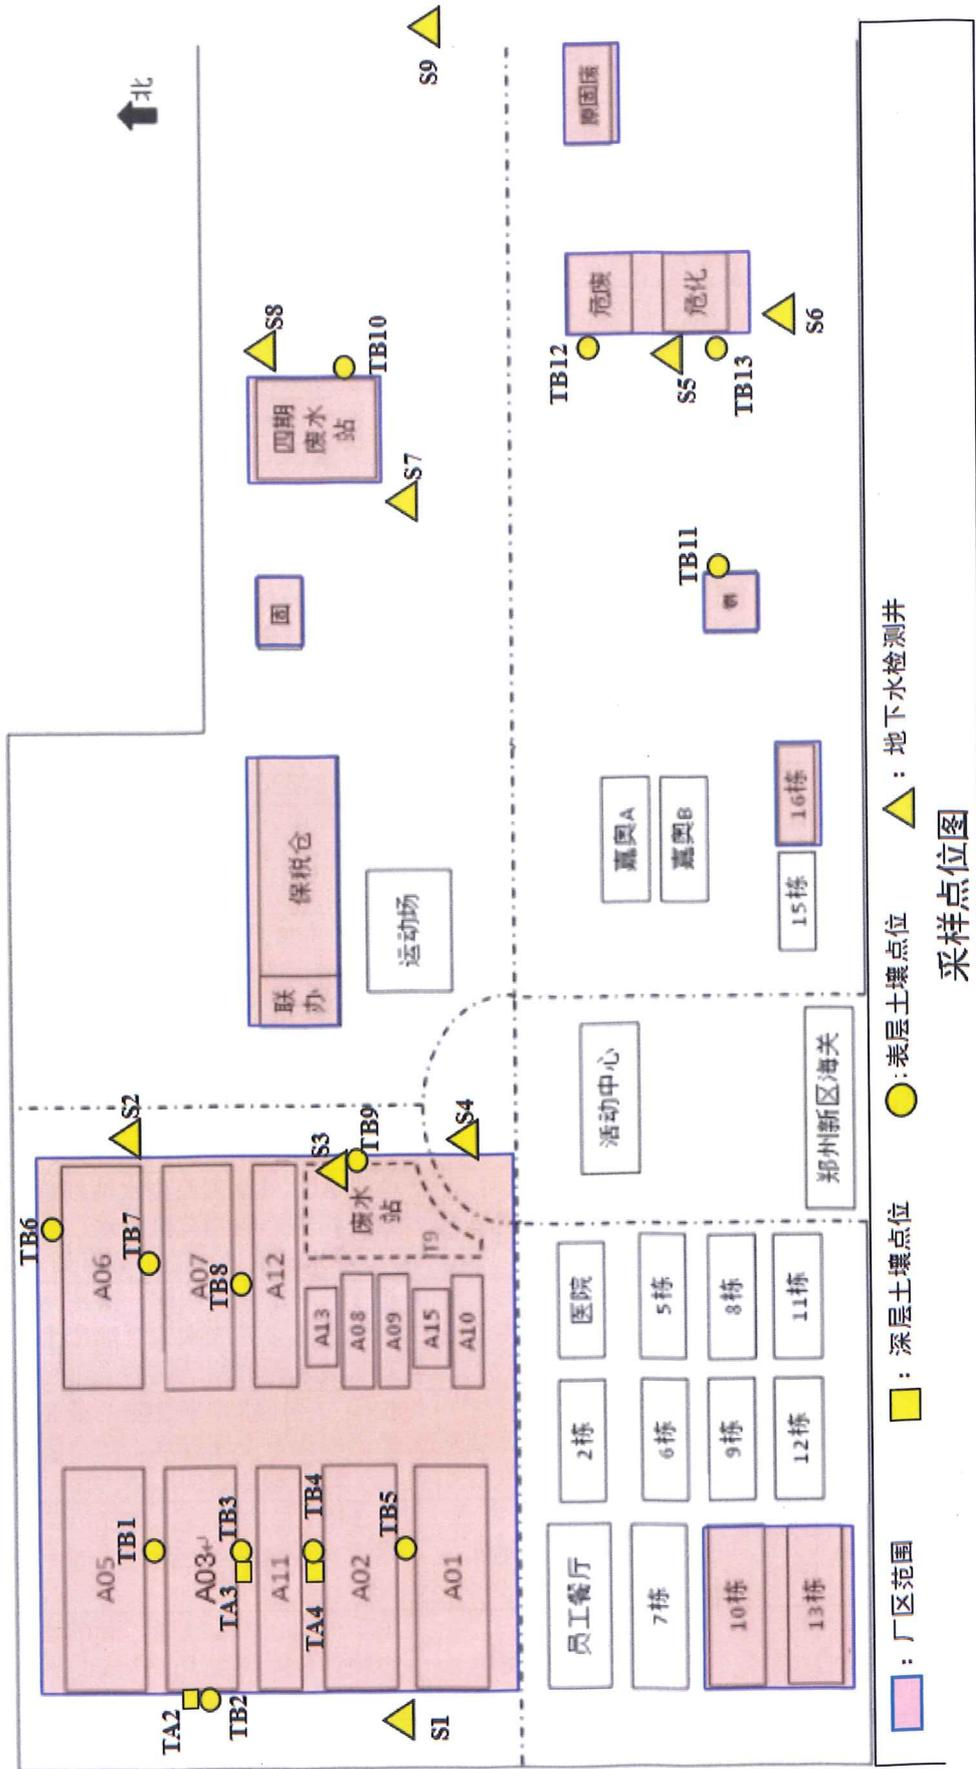 北
S9
原固废
S8
TB10
四期
废水
站
S7
危废
危化
TB12
S5
TB13
S6
固
TB11
保税仓
联
办
运动场
嘉奥A
嘉奥B
16栋
15栋
S2
TB6
A06
TB7
A07
TB8
A12
S3
TB9
S4
废水
站
T9
A13
A08
A09
A15
A10
活动中心
郑州新区海关
A05
TB1
A03↵
TB3
TA3
A11
TB4
TA4
A02
TB5
A01
TA2
TB2
S1
医院
5栋
8栋
11栋
2栋
6栋
9栋
12栋
员工餐厅
7栋
10栋
13栋
：厂区范围
：深层土壤点位
：表层土壤点位
：地下水检测井
采样点位图